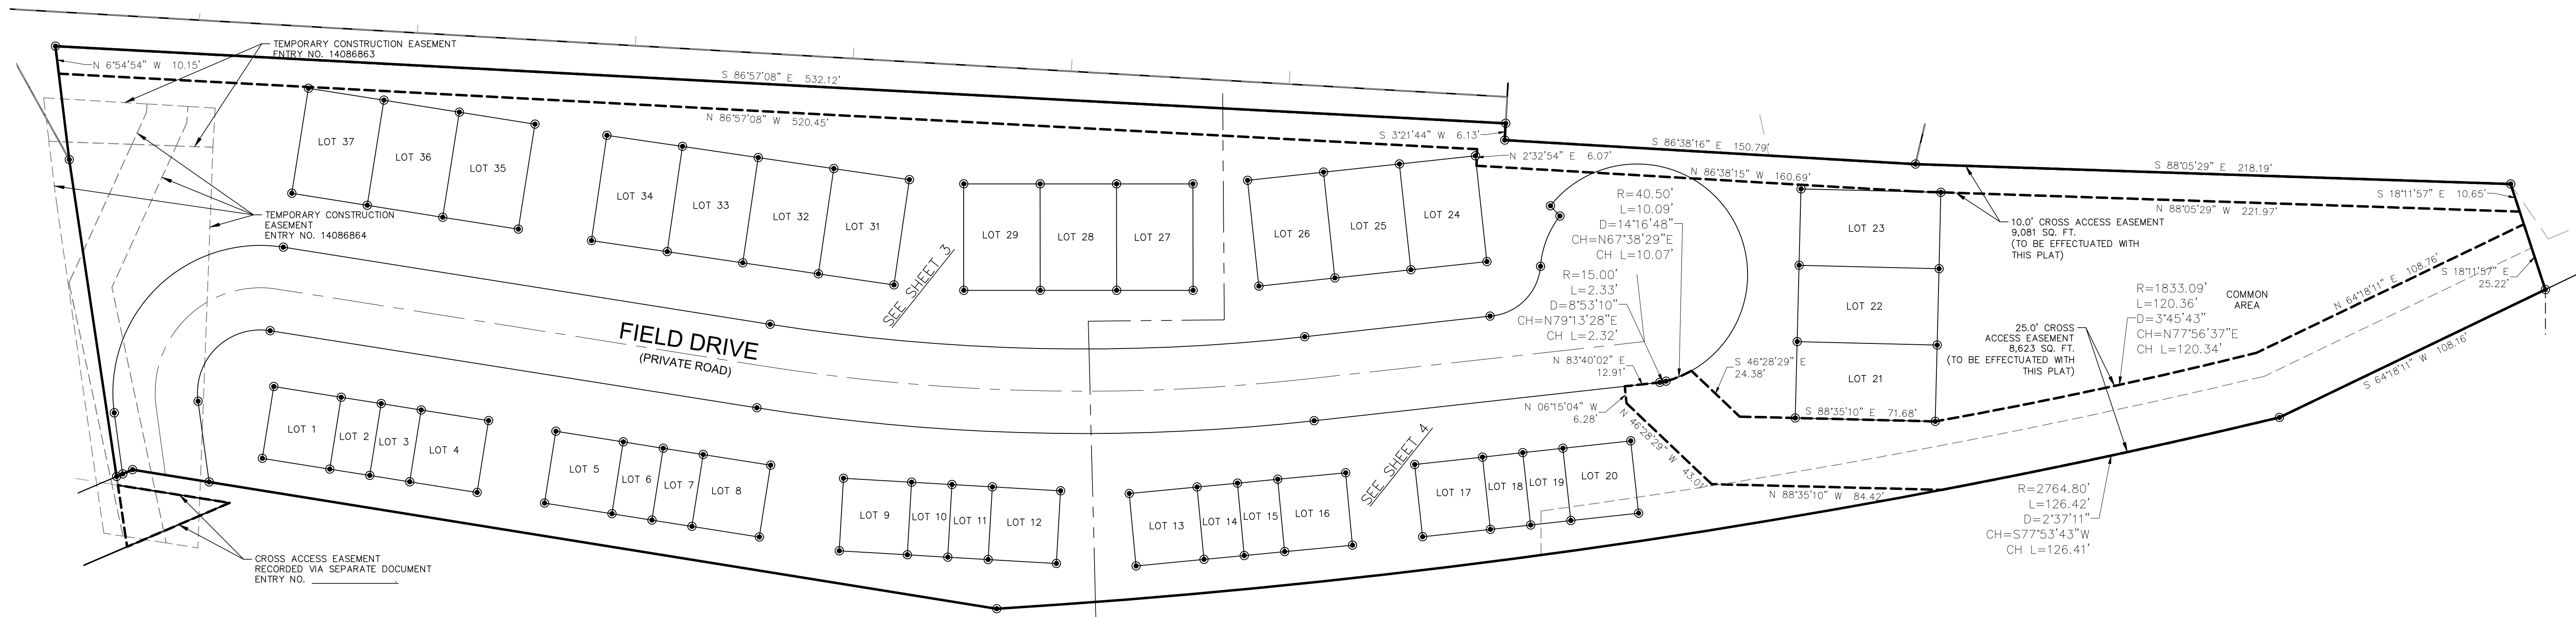 TEMPORARY CONSTRUCTION EASEMENT
ENTRY NO. 14086863
N 6°54'54" W 10.15'
S 86°57'08" E 532.12'
N 86°57'08" W 520.45'
S 3°21'44" W 6.13'
N 2°32'54" E 6.07'
S 86°38'16" E 150.79'
N 86°38'15" W 160.69'
S 88°05'29" E 218.19'
N 88°05'29" W 221.97'
S 18°11'57" E 10.65'
10.0' CROSS ACCESS EASEMENT
9,081 SQ. FT.
(TO BE EFFECTUATED WITH
THIS PLAT)
LOT 37
LOT 36
LOT 35
LOT 34
LOT 33
LOT 32
LOT 31
LOT 29
LOT 28
LOT 27
LOT 26
LOT 25
LOT 24
LOT 23
LOT 22
LOT 21
TEMPORARY CONSTRUCTION
EASEMENT
ENTRY NO. 14086864
SEE SHEET 3
R=40.50'
L=10.09'
D=14°16'48"
CH=N67°38'29"E
CH L=10.07'
R=15.00'
L=2.33'
D=8°53'10"
CH=N79°13'28"E
CH L=2.32'
N 83°40'02" E
12.91'
S 46°28'29" E
24.38'
N 06°15'04" W
6.28'
N 46°28'29" W 43.01'
S 88°35'10" E 71.68'
N 88°35'10" W 84.42'
FIELD DRIVE
(PRIVATE ROAD)
25.0' CROSS
ACCESS EASEMENT
8,623 SQ. FT.
(TO BE EFFECTUATED WITH
THIS PLAT)
R=1833.09'
L=120.36'
D=3°45'43"
CH=N77°56'37"E
CH L=120.34'
COMMON
AREA
N 64°18'11" E 108.76'
S 18°11'57" E
25.22'
S 64°18'11" W 108.16'
R=2764.80'
L=126.42'
D=2°37'11"
CH=S77°53'43"W
CH L=126.41'
SEE SHEET 4
LOT 1
LOT 2
LOT 3
LOT 4
LOT 5
LOT 6
LOT 7
LOT 8
LOT 9
LOT 10
LOT 11
LOT 12
LOT 13
LOT 14
LOT 15
LOT 16
LOT 17
LOT 18
LOT 19
LOT 20
CROSS ACCESS EASEMENT
RECORDED VIA SEPARATE DOCUMENT
ENTRY NO. ____________.